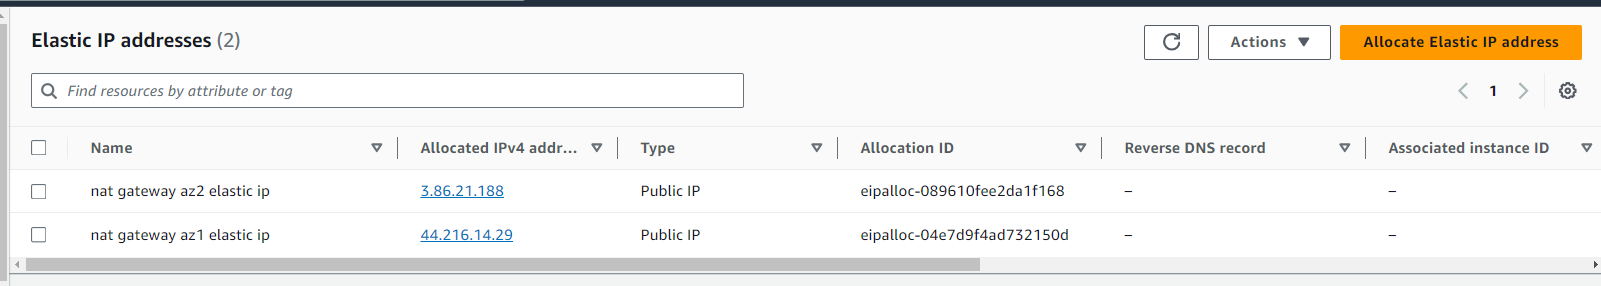 Elastic IP addresses (2)
Actions
Allocate Elastic IP address
Find resources by attribute or tag
1
Name Allocated IPv4 addr... Type Allocation ID Reverse DNS record Associated instance ID
nat gateway az2 elastic ip 3.86.21.188 Public IP eipalloc-089610fee2da1f168 – –
nat gateway az1 elastic ip 44.216.14.29 Public IP eipalloc-04e7d9f4ad732150d – –